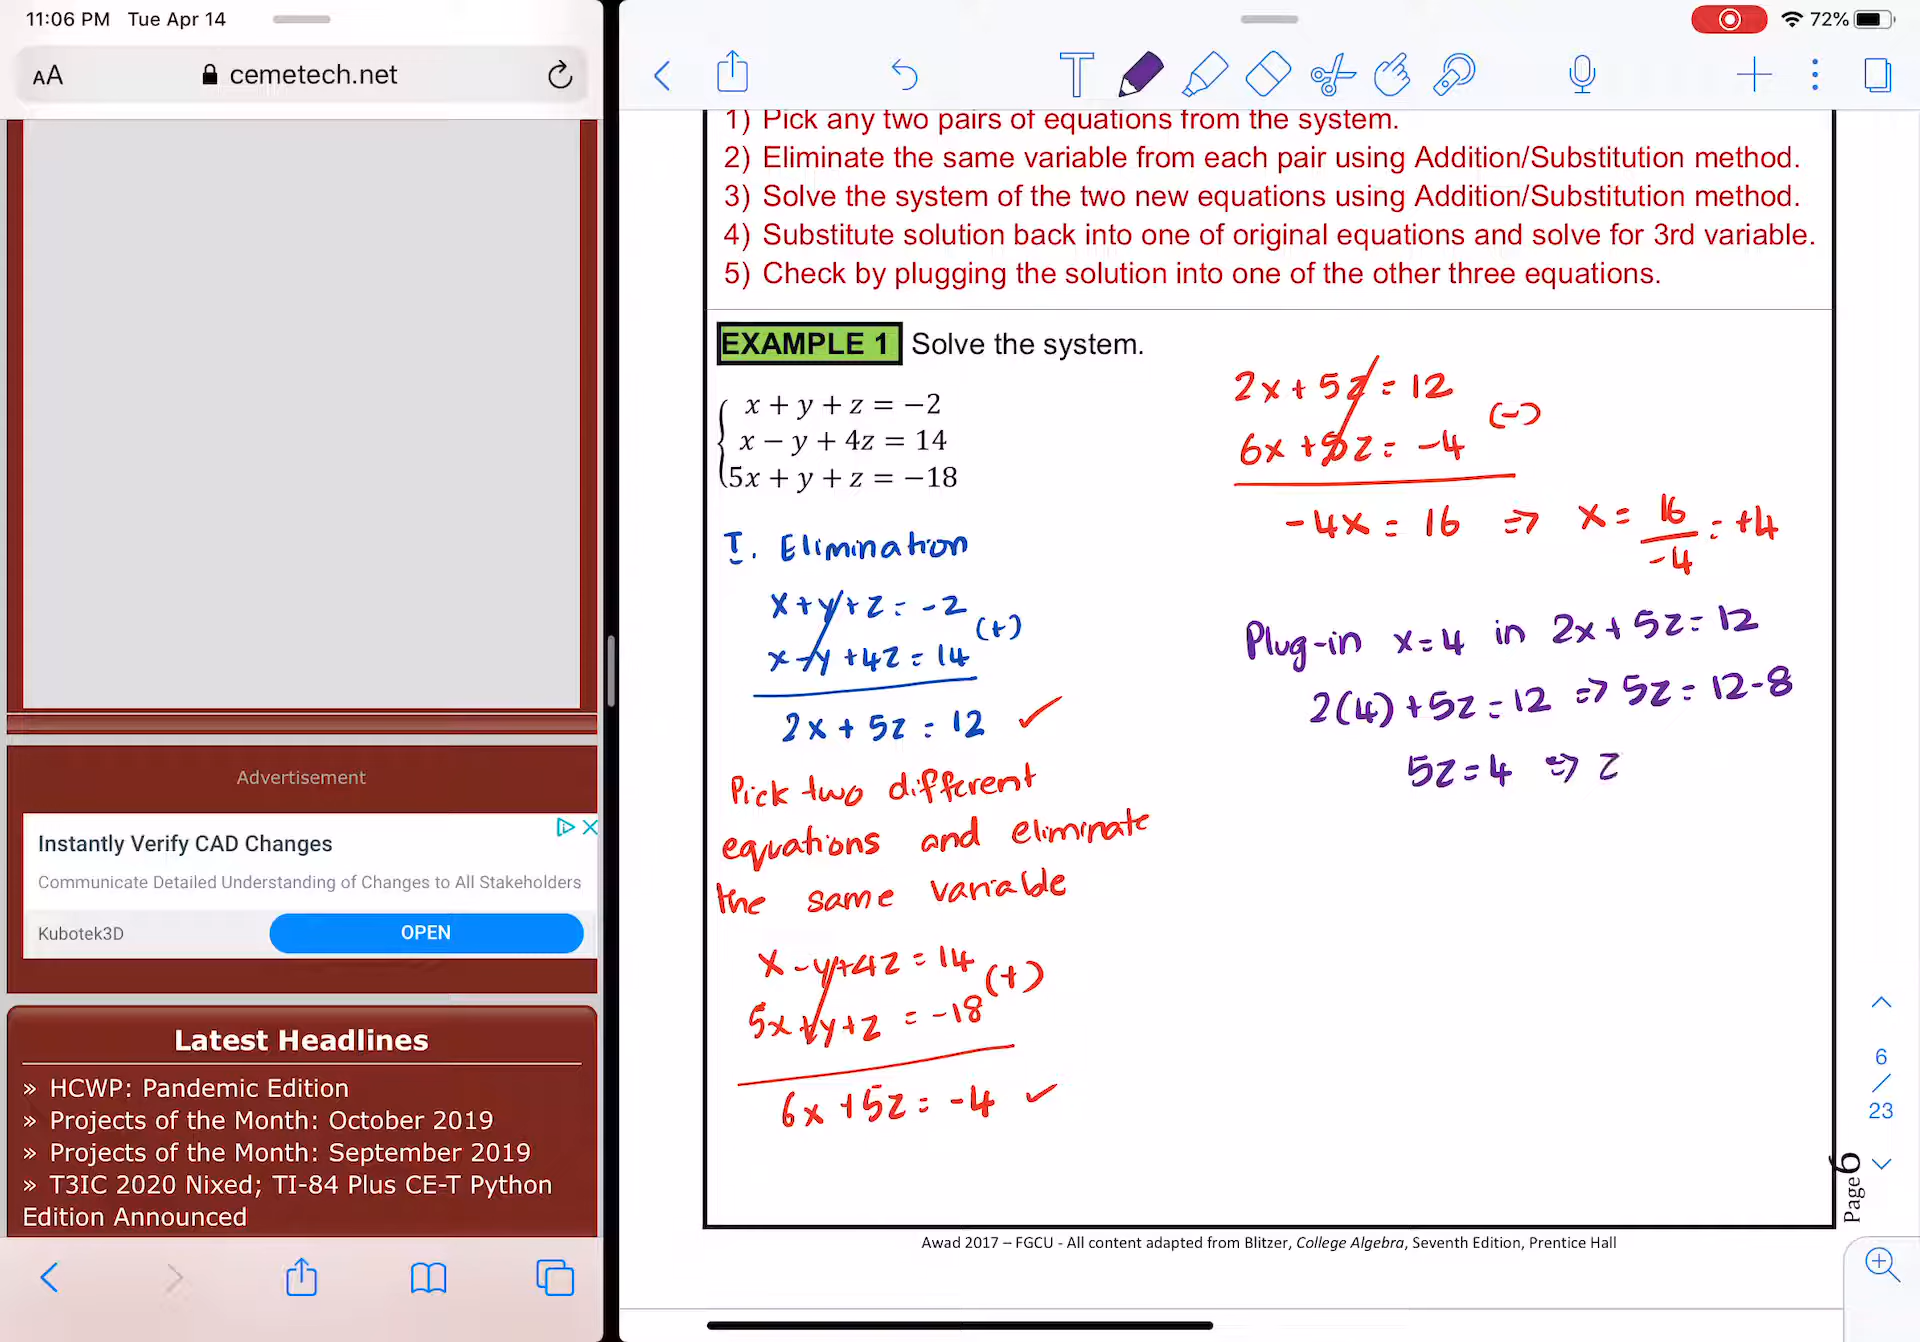 11:06 PM Tue Apr 14
72%
AA cemetech.net
Advertisement
Instantly Verify CAD Changes
Communicate Detailed Understanding of Changes to All Stakeholders
Kubotek3D OPEN
Latest Headlines
» HCWP: Pandemic Edition
» Projects of the Month: October 2019
» Projects of the Month: September 2019
» T3IC 2020 Nixed; TI-84 Plus CE-T Python
Edition Announced
1) Pick any two pairs of equations from the system.
2) Eliminate the same variable from each pair using Addition/Substitution method.
3) Solve the system of the two new equations using Addition/Substitution method.
4) Substitute solution back into one of original equations and solve for 3rd variable.
5) Check by plugging the solution into one of the other three equations.
EXAMPLE 1 Solve the system.
x + y + z = −2
x − y + 4z = 14
5x + y + z = −18
I. Elimination
x + y + z = -2
(+)
x - y + 4z = 14
2x + 5z = 12 ✓
Pick two different
equations and eliminate
the same variable
x - y + 4z = 14
(+)
5x + y + z = -18
6x + 5z = -4 ✓
2x + 5z = 12
(-)
6x + 5z = -4
-4x = 16 => x = 16/-4 = +4
Plug-in x=4 in 2x + 5z = 12
2(4) + 5z = 12 => 5z = 12-8
5z = 4 => z
6
/
23
Page 6
Awad 2017 – FGCU - All content adapted from Blitzer, College Algebra, Seventh Edition, Prentice Hall